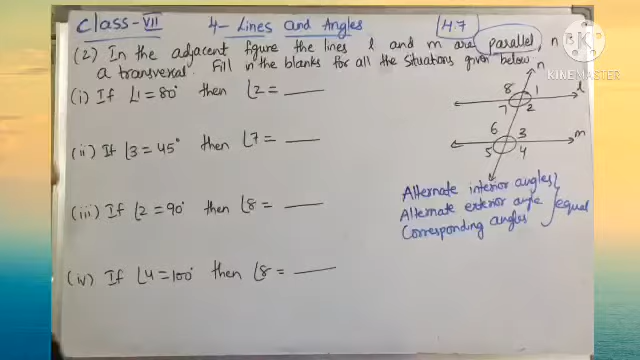 Class-VII
4- Lines and Angles
4.7
(2) In the adjacent figure the lines l and m are parallel, n is
a transversal. Fill in the blanks for all the situations given below
(i) If ∠1=80° then ∠2 = ____
(ii) If ∠3=45° then ∠7 = ____
(iii) If ∠2=90° then ∠8 = ____
(iv) If ∠4=100° then ∠8 = ____
n
8 1 l
7 2
6 3 m
5 4
Alternate interior angles
Alternate exterior angle } equal
Corresponding angles
KINEMASTER